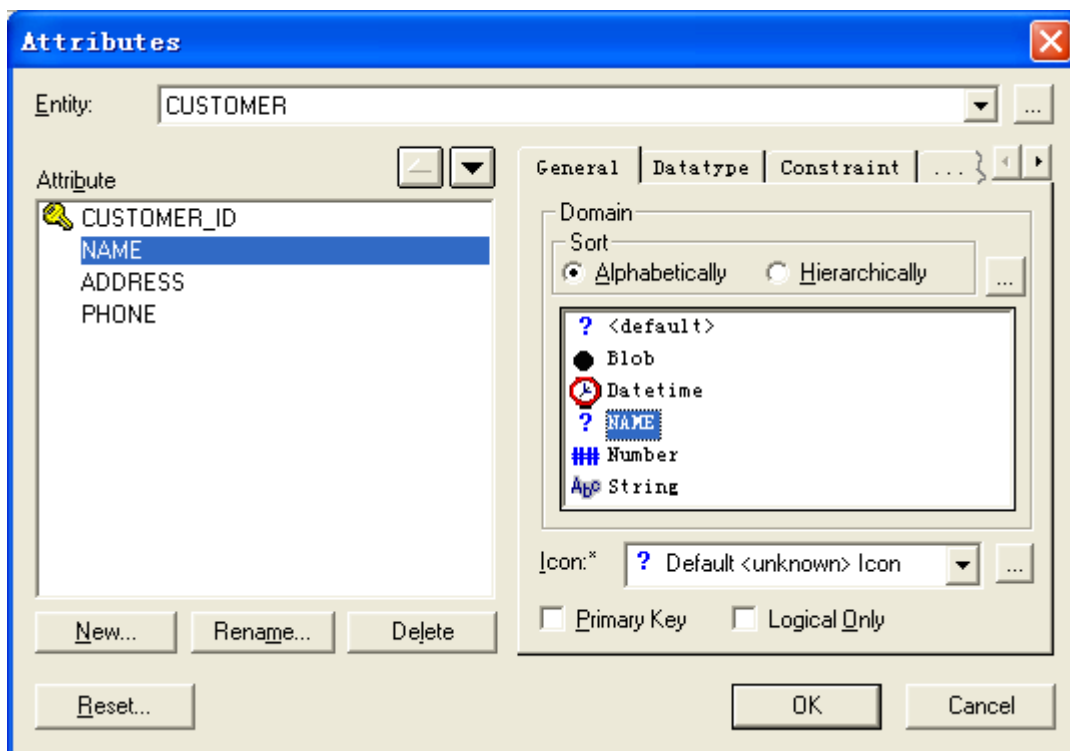 Attributes
Entity: CUSTOMER ...
Attribute
CUSTOMER_ID
NAME
ADDRESS
PHONE
New... Rename... Delete
General Datatype Constraint ...
Domain
Sort
Alphabetically Hierarchically ...
? <default>
Blob
Datetime
? NAME
Number
Abc String
Icon:* ? Default <unknown> Icon ...
Primary Key Logical Only
Reset... OK Cancel